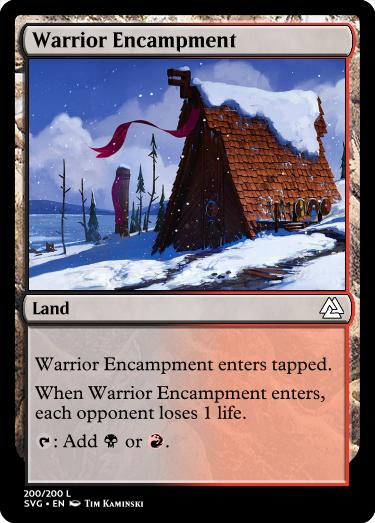 Warrior Encampment
Land
Warrior Encampment enters tapped.
When Warrior Encampment enters,
each opponent loses 1 life.
: Add or .
200/200 L
SVG • EN Tim Kaminski